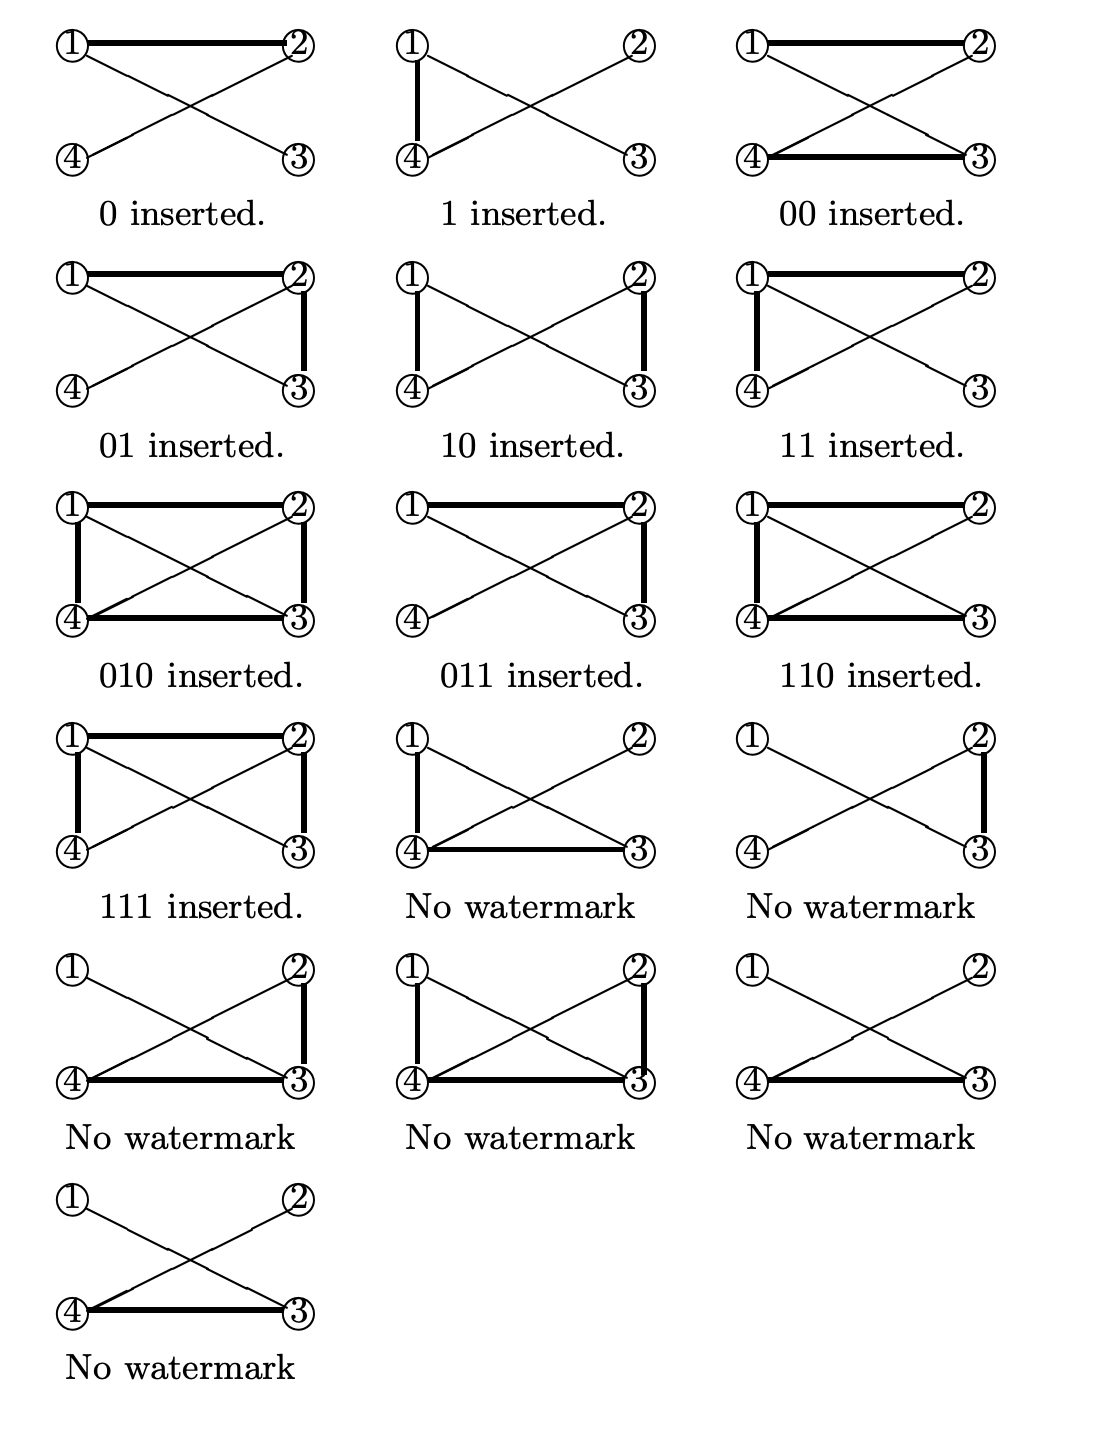 1 2 1 2 1 2
4 3 4 3 4 3
0 inserted. 1 inserted. 00 inserted.
1 2 1 2 1 2
4 3 4 3 4 3
01 inserted. 10 inserted. 11 inserted.
1 2 1 2 1 2
4 3 4 3 4 3
010 inserted. 011 inserted. 110 inserted.
1 2 1 2 1 2
4 3 4 3 4 3
111 inserted. No watermark No watermark
1 2 1 2 1 2
4 3 4 3 4 3
No watermark No watermark No watermark
1 2
4 3
No watermark